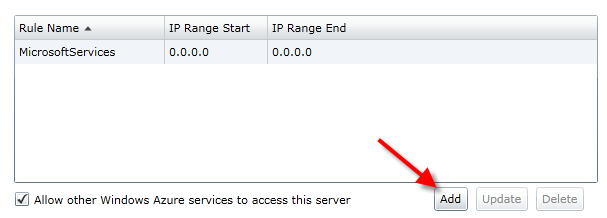 Rule Name IP Range Start IP Range End
MicrosoftServices 0.0.0.0 0.0.0.0
Allow other Windows Azure services to access this server Add Update Delete